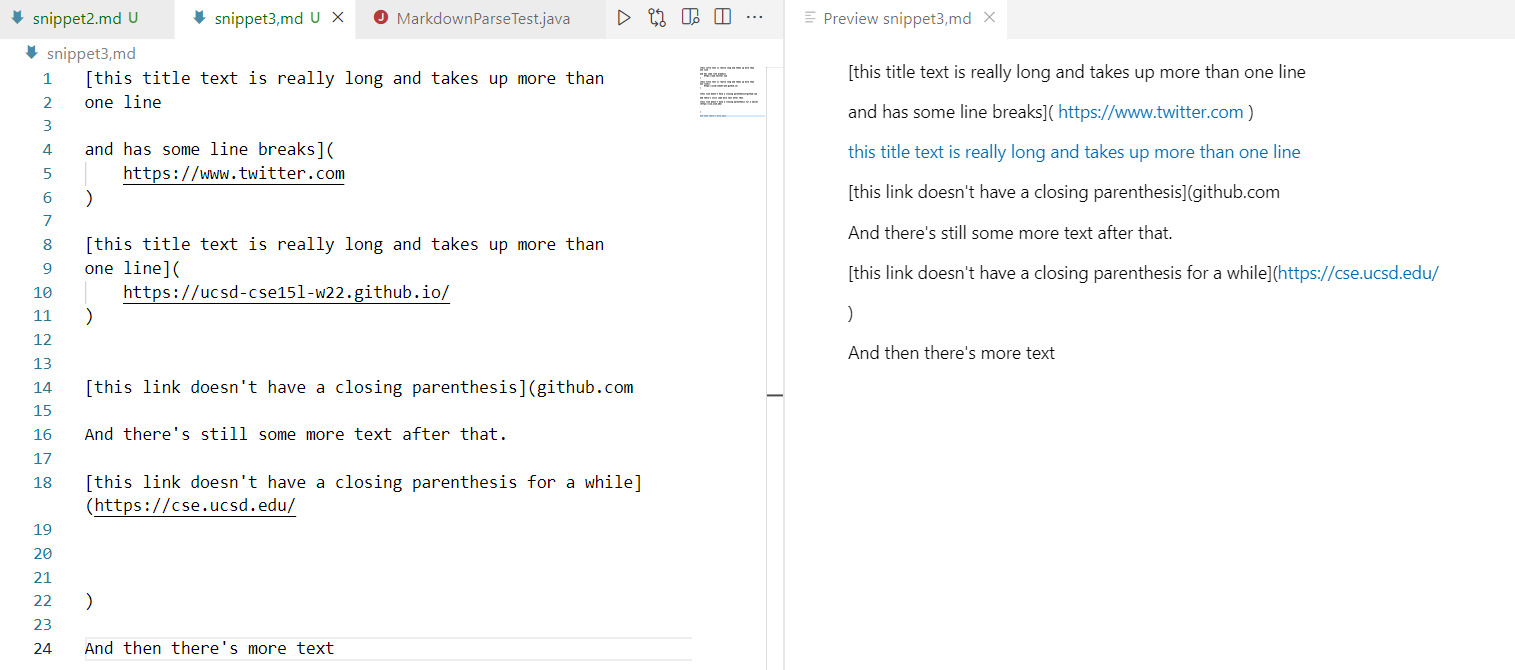 snippet2.md U
snippet3,md U
MarkdownParseTest.java
snippet3,md
1 [this title text is really long and takes up more than
2 one line
3
4 and has some line breaks](
5 https://www.twitter.com
6 )
7
8 [this title text is really long and takes up more than
9 one line](
10 https://ucsd-cse15l-w22.github.io/
11 )
12
13
14 [this link doesn't have a closing parenthesis](github.com
15
16 And there's still some more text after that.
17
18 [this link doesn't have a closing parenthesis for a while]
(https://cse.ucsd.edu/
19
20
21
22 )
23
24 And then there's more text
Preview snippet3,md
[this title text is really long and takes up more than one line
and has some line breaks]( https://www.twitter.com )
this title text is really long and takes up more than one line
[this link doesn't have a closing parenthesis](github.com
And there's still some more text after that.
[this link doesn't have a closing parenthesis for a while](https://cse.ucsd.edu/
)
And then there's more text